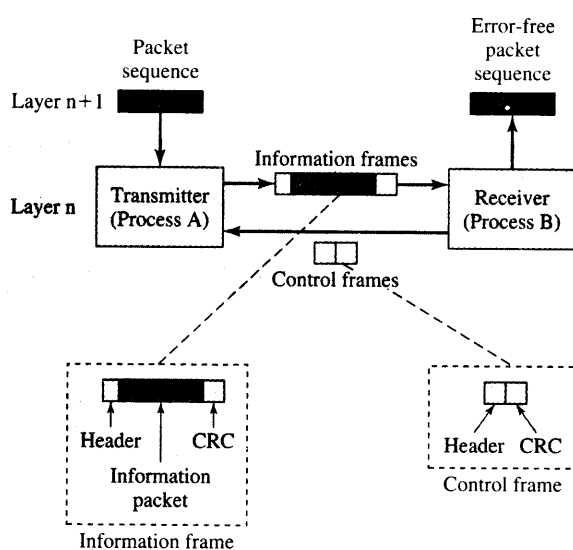 Packet
sequence
Error-free
packet
sequence
Layer n+1
Information frames
Layer n
Transmitter
(Process A)
Receiver
(Process B)
Control frames
Header
CRC
Information
packet
Information frame
Header
CRC
Control frame